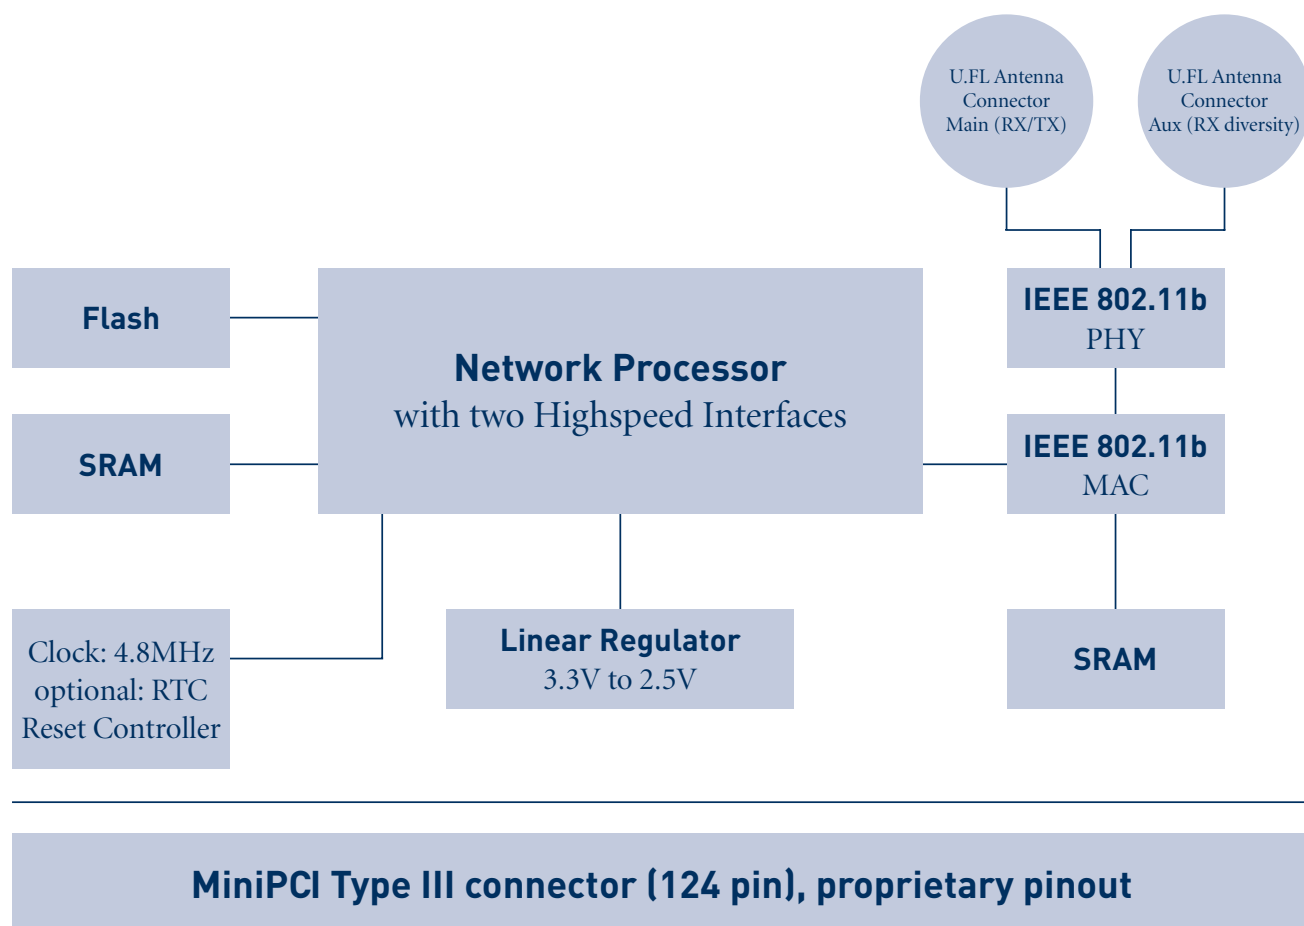 U.FL Antenna
Connector
Main (RX/TX)
U.FL Antenna
Connector
Aux (RX diversity)
Flash
Network Processor
with two Highspeed Interfaces
IEEE 802.11b
PHY
SRAM
IEEE 802.11b
MAC
Clock: 4.8MHz
optional: RTC
Reset Controller
Linear Regulator
3.3V to 2.5V
SRAM
MiniPCI Type III connector (124 pin), proprietary pinout